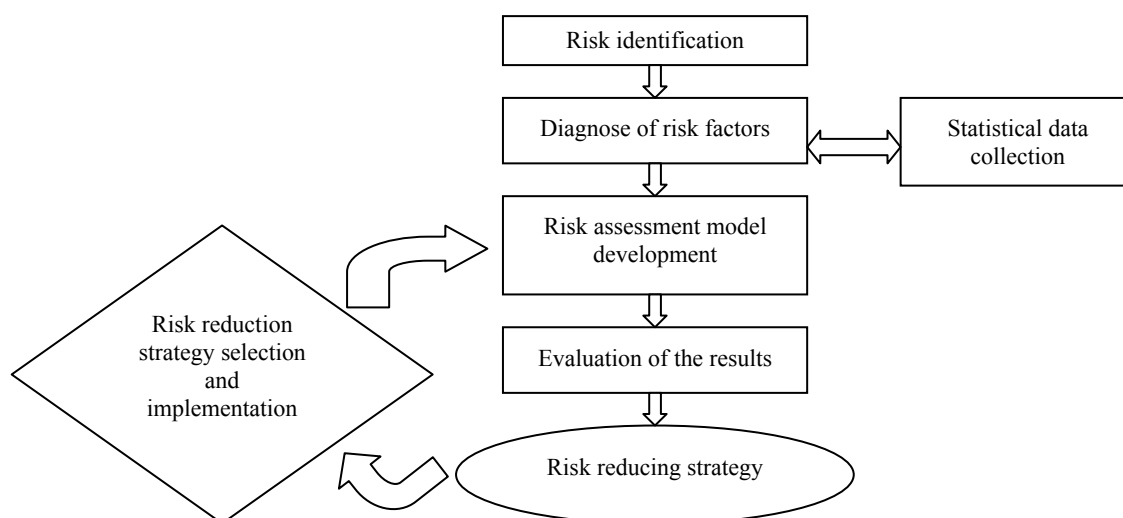 Risk identification
Diagnose of risk factors
Statistical data
collection
Risk assessment model
development
Risk reduction
strategy selection
and
implementation
Evaluation of the results
Risk reducing strategy